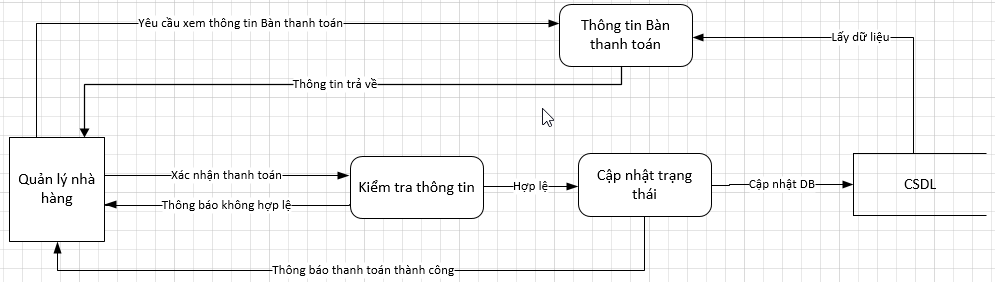 Yêu cầu xem thông tin Bàn thanh toán
Thông tin Bàn
thanh toán
Lấy dữ liệu
Thông tin trả về
Quản lý nhà
hàng
Xác nhận thanh toán
Thông báo không hợp lệ
Kiểm tra thông tin
Hợp lệ
Cập nhật trạng
thái
Cập nhật DB
CSDL
Thông báo thanh toán thành công